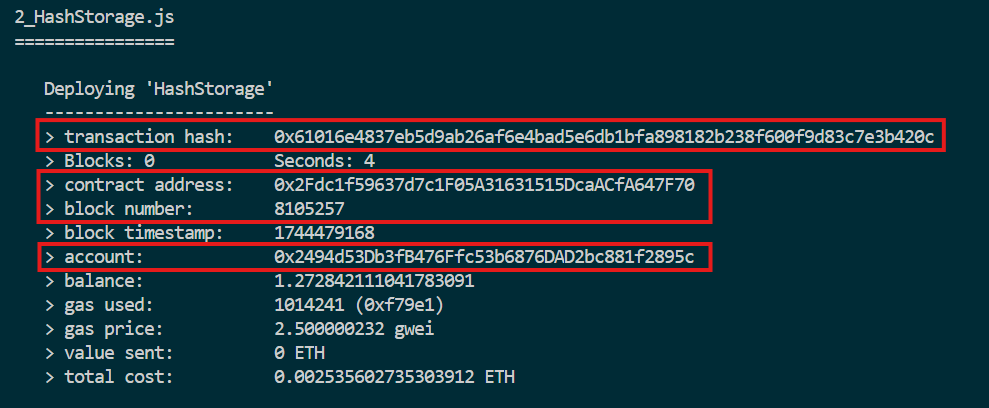 2_HashStorage.js
================
Deploying 'HashStorage'
-----------------------
> transaction hash:    0x61016e4837eb5d9ab26af6e4bad5e6db1bfa898182b238f600f9d83c7e3b420c
> Blocks: 0            Seconds: 4
> contract address:    0x2Fdc1f59637d7c1F05A31631515DcaACfA647F70
> block number:        8105257
> block timestamp:     1744479168
> account:             0x2494d53Db3fB476Ffc53b6876DAD2bc881f2895c
> balance:             1.272842111041783091
> gas used:            1014241 (0xf79e1)
> gas price:           2.500000232 gwei
> value sent:          0 ETH
> total cost:          0.002535602735303912 ETH